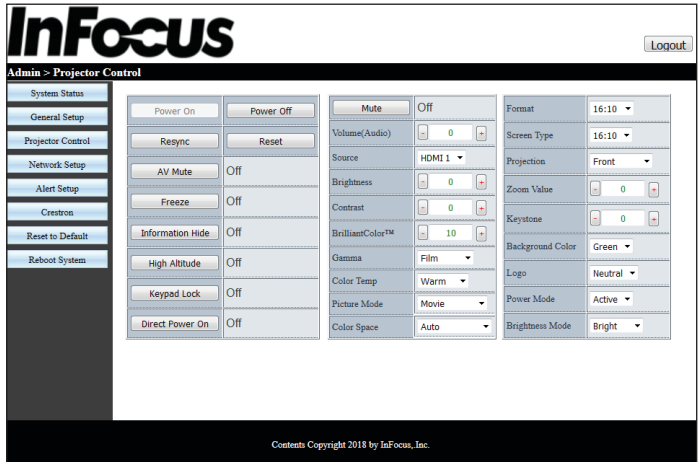 InFocus
Logout
Admin > Projector Control
System Status
General Setup
Projector Control
Network Setup
Alert Setup
Crestron
Reset to Default
Reboot System
Power On Power Off
Resync Reset
AV Mute Off
Freeze Off
Information Hide Off
High Altitude Off
Keypad Lock Off
Direct Power On Off
Mute Off
Volume(Audio) - 0 +
Source HDMI 1
Brightness - 0 +
Contrast - 0 +
BrilliantColor™ - 10 +
Gamma Film
Color Temp Warm
Picture Mode Movie
Color Space Auto
Format 16:10
Screen Type 16:10
Projection Front
Zoom Value - 0 +
Keystone - 0 +
Background Color Green
Logo Neutral
Power Mode Active
Brightness Mode Bright
Contents Copyright 2018 by InFocus,.Inc.